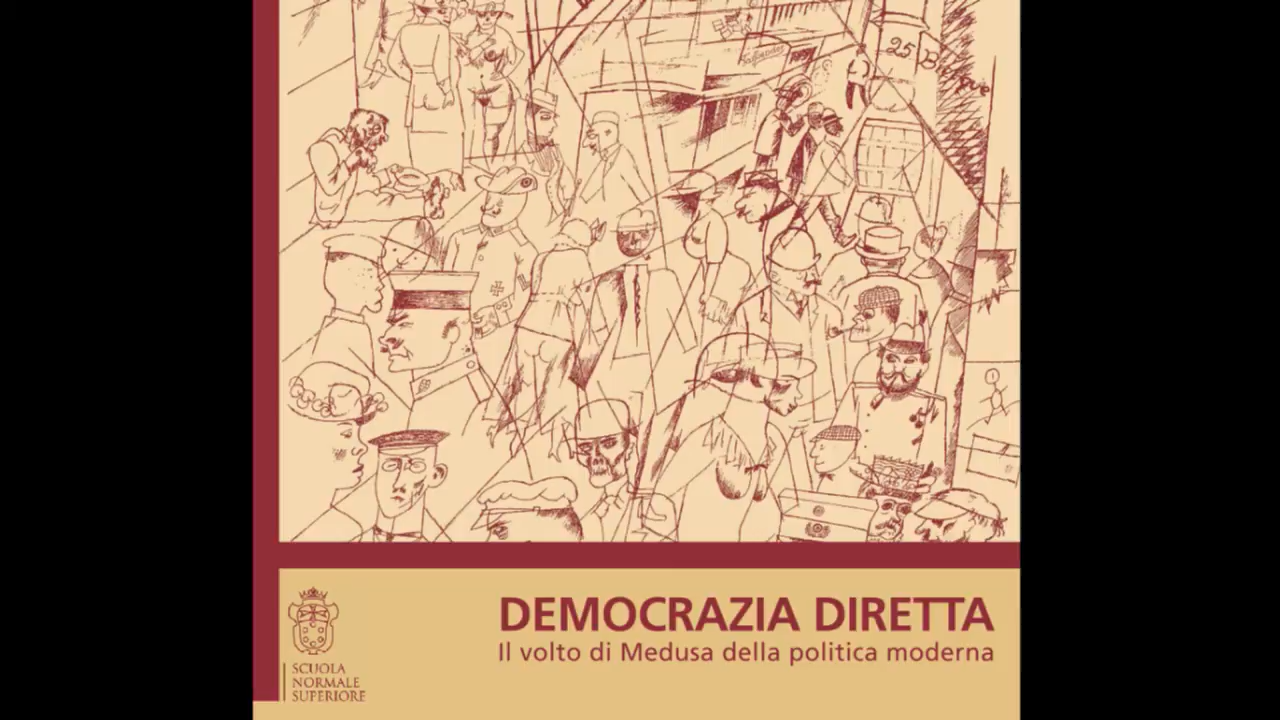 25 B
DEMOCRAZIA DIRETTA
Il volto di Medusa della politica moderna
SCUOLA
NORMALE
SUPERIORE